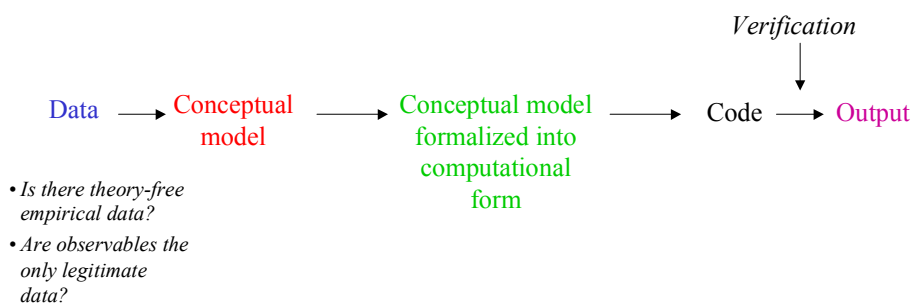 Verification
Data
Conceptual
model
Conceptual model
formalized into
computational
form
Code
Output
• Is there theory-free
empirical data?
• Are observables the
only legitimate
data?